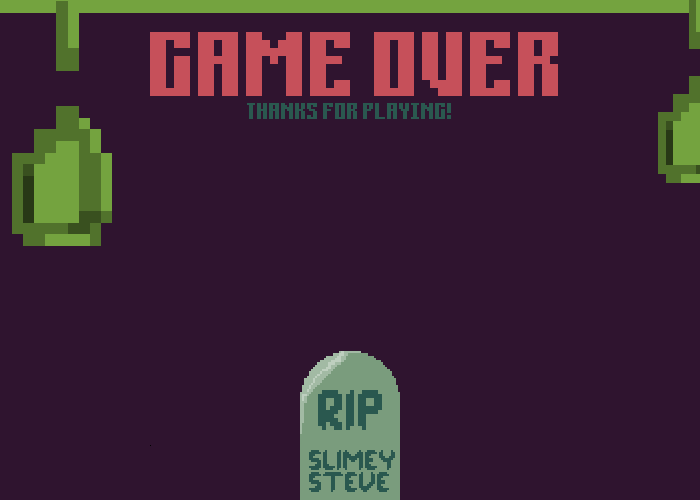 GAME OVER
THANKS FOR PLAYING!
RIP
SLIMEY
STEVE